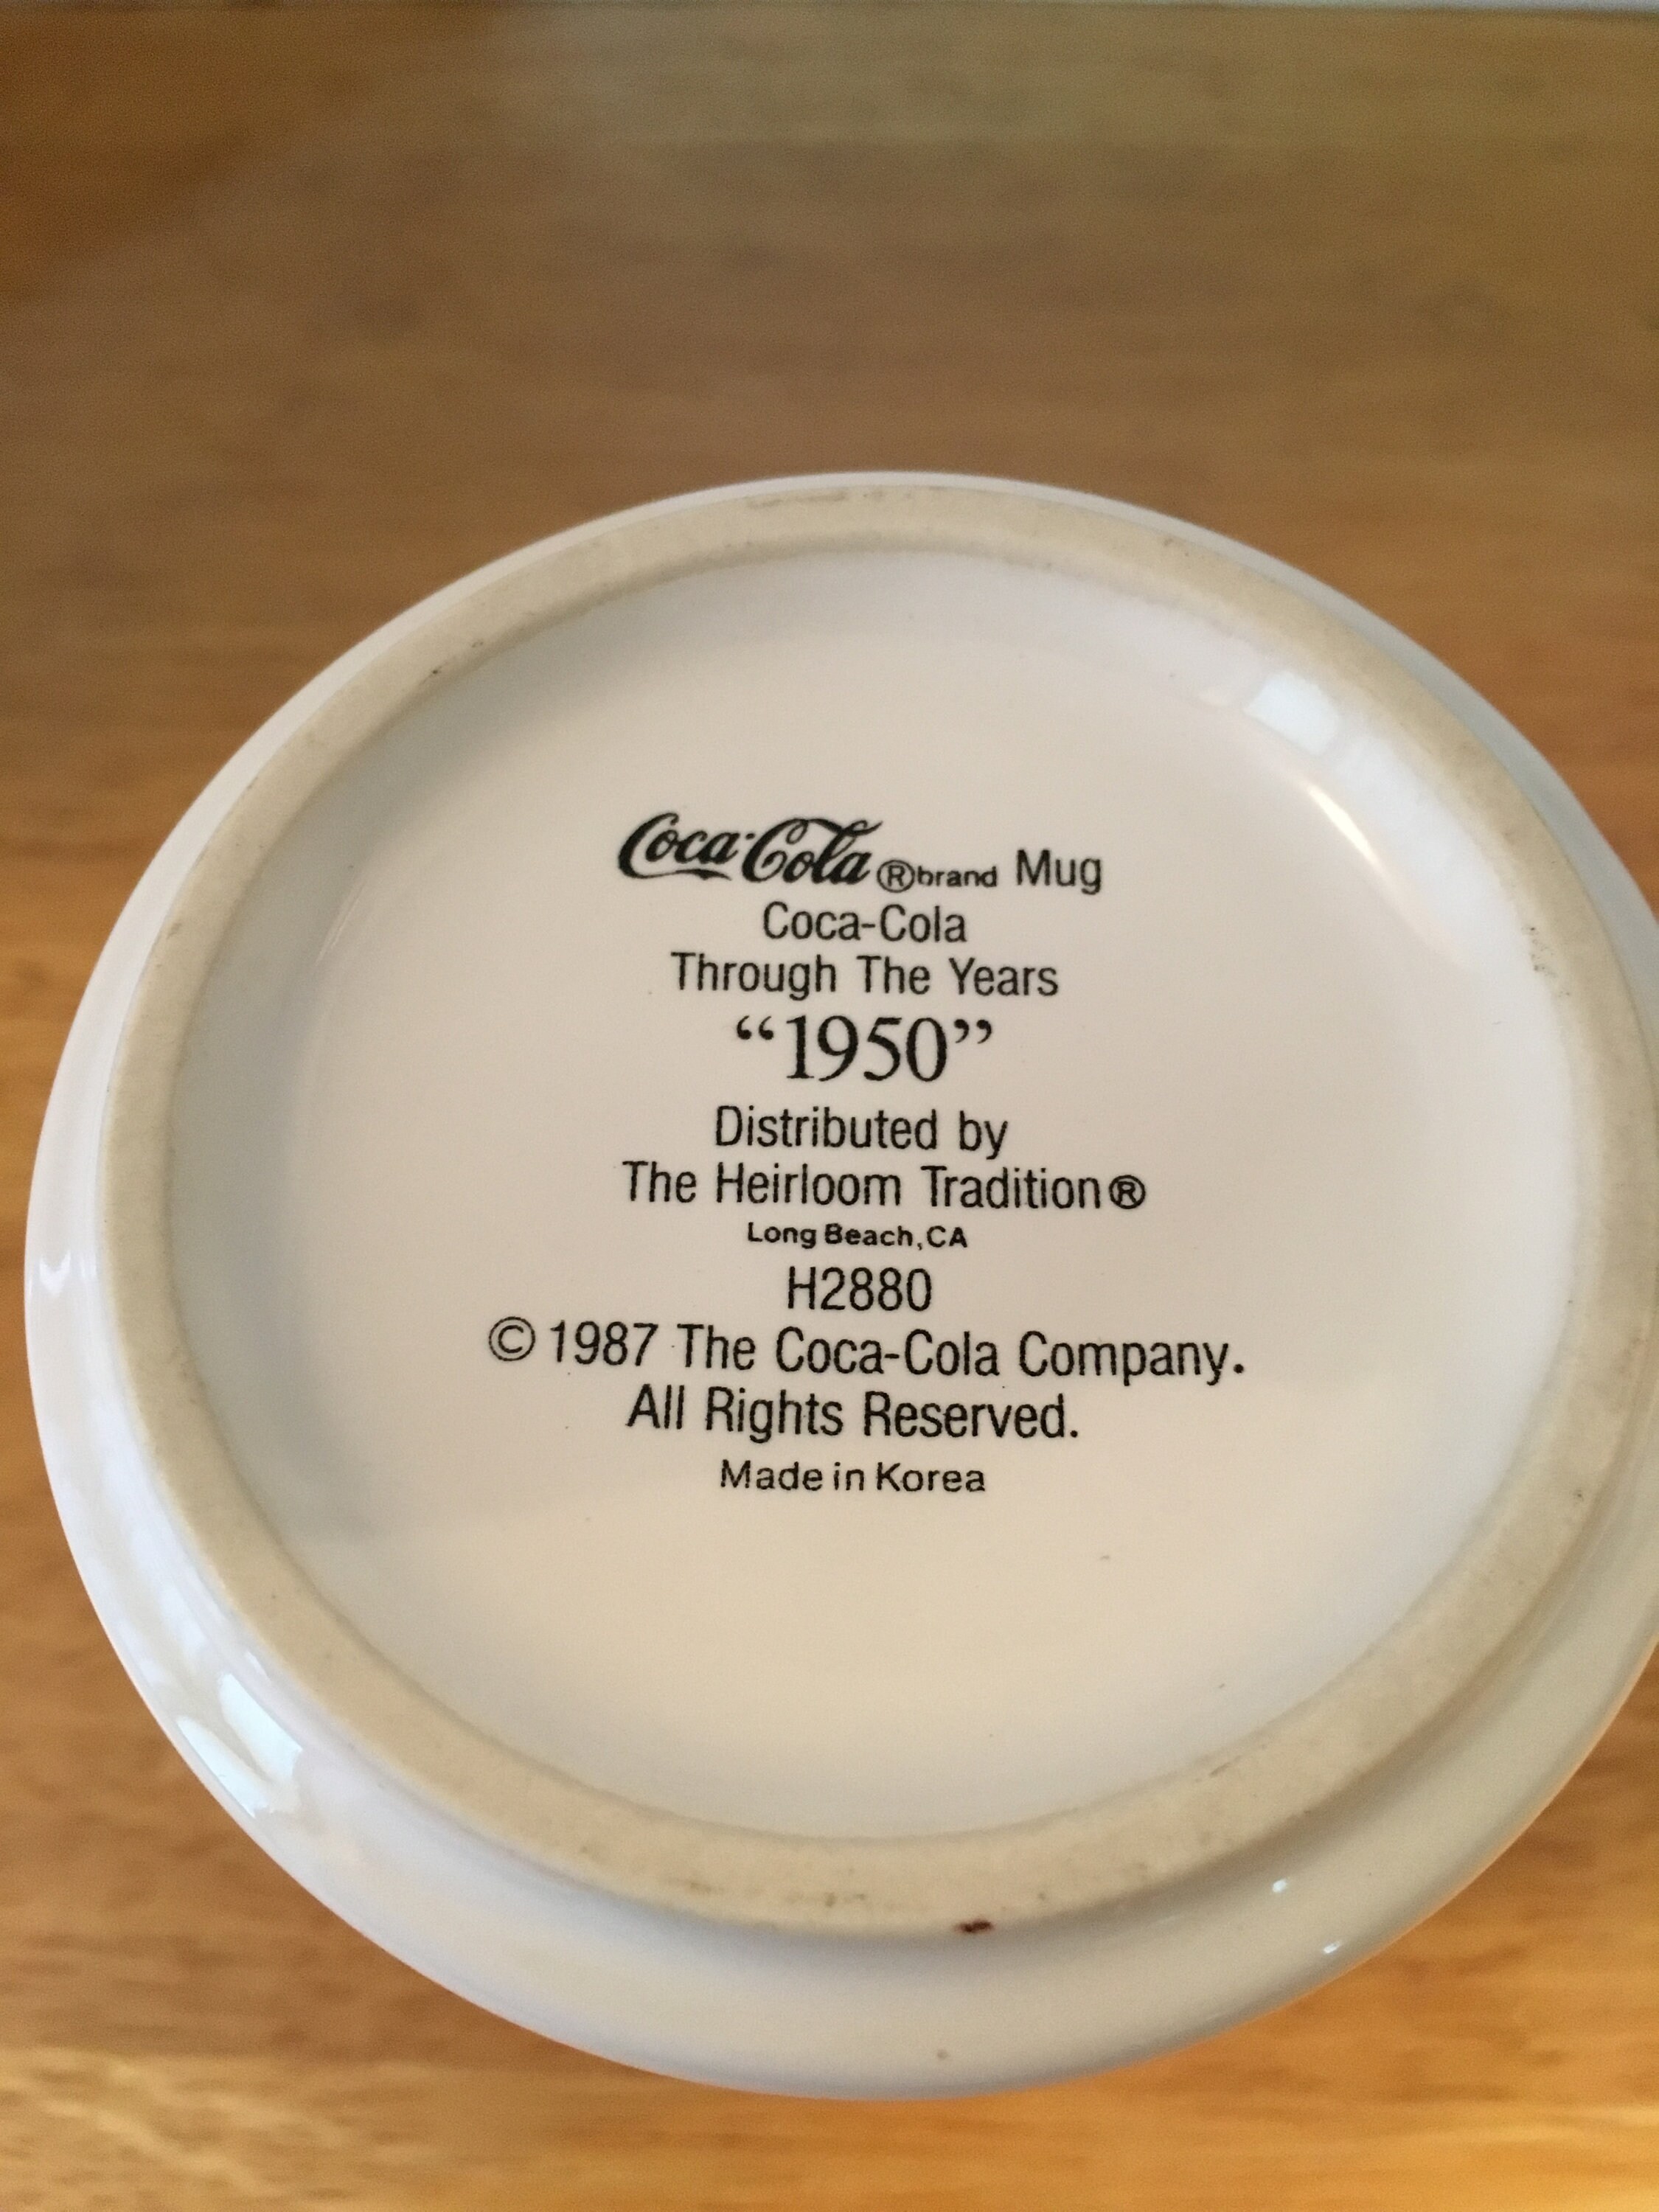 Coca-Cola ® brand Mug
Coca-Cola
Through The Years
“1950”
Distributed by
The Heirloom Tradition®
Long Beach, CA
H2880
© 1987 The Coca-Cola Company.
All Rights Reserved.
Made in Korea